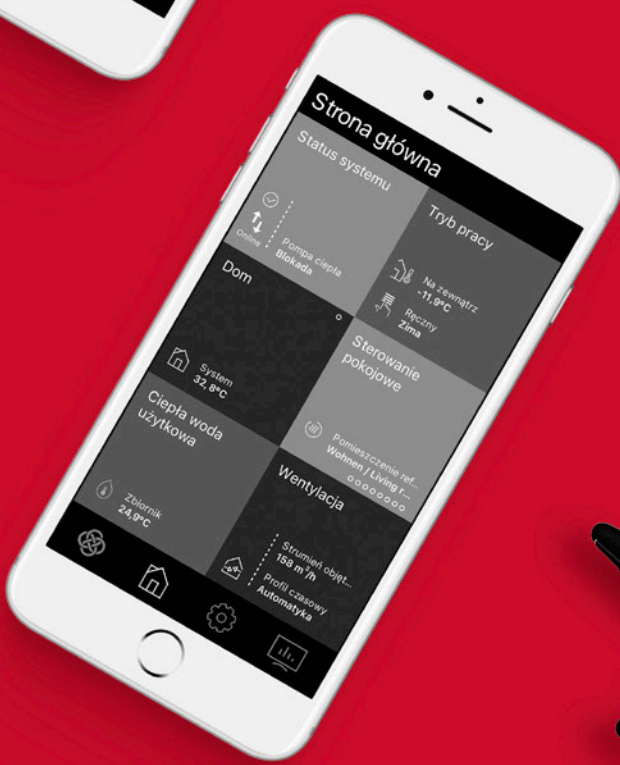 Strona główna
Status systemu
Online
Pompa ciepła
Blokada
Tryb pracy
Na zewnątrz
-11,9°C
Ręczny
Zima
Dom
System
32, 8°C
Sterowanie
pokojowe
Pomieszczenie ref...
Wohnen / Living r...
Ciepła woda
użytkowa
Zbiornik
24,9°C
Wentylacja
Strumień objęt...
158 m³/h
Profil czasowy
Automatyka